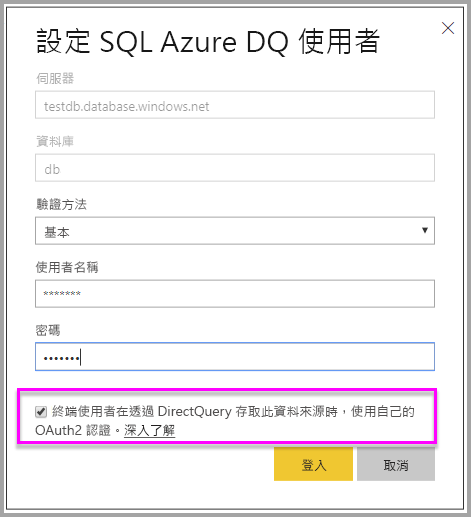 設定 SQL Azure DQ 使用者
伺服器
testdb.database.windows.net
資料庫
db
驗證方法
基本
使用者名稱
*******
密碼
•••••••
終端使用者在透過 DirectQuery 存取此資料來源時，使用自己的
OAuth2 認證。深入了解
登入
取消